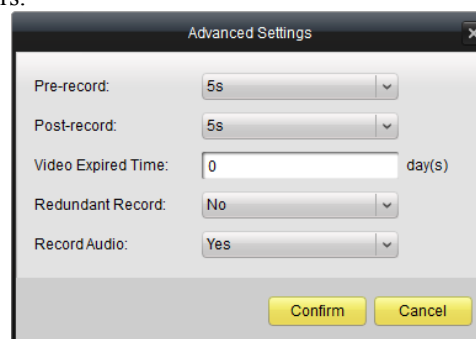 rs.
Advanced Settings
Pre-record: 5s
Post-record: 5s
Video Expired Time: 0 day(s)
Redundant Record: No
Record Audio: Yes
Confirm Cancel